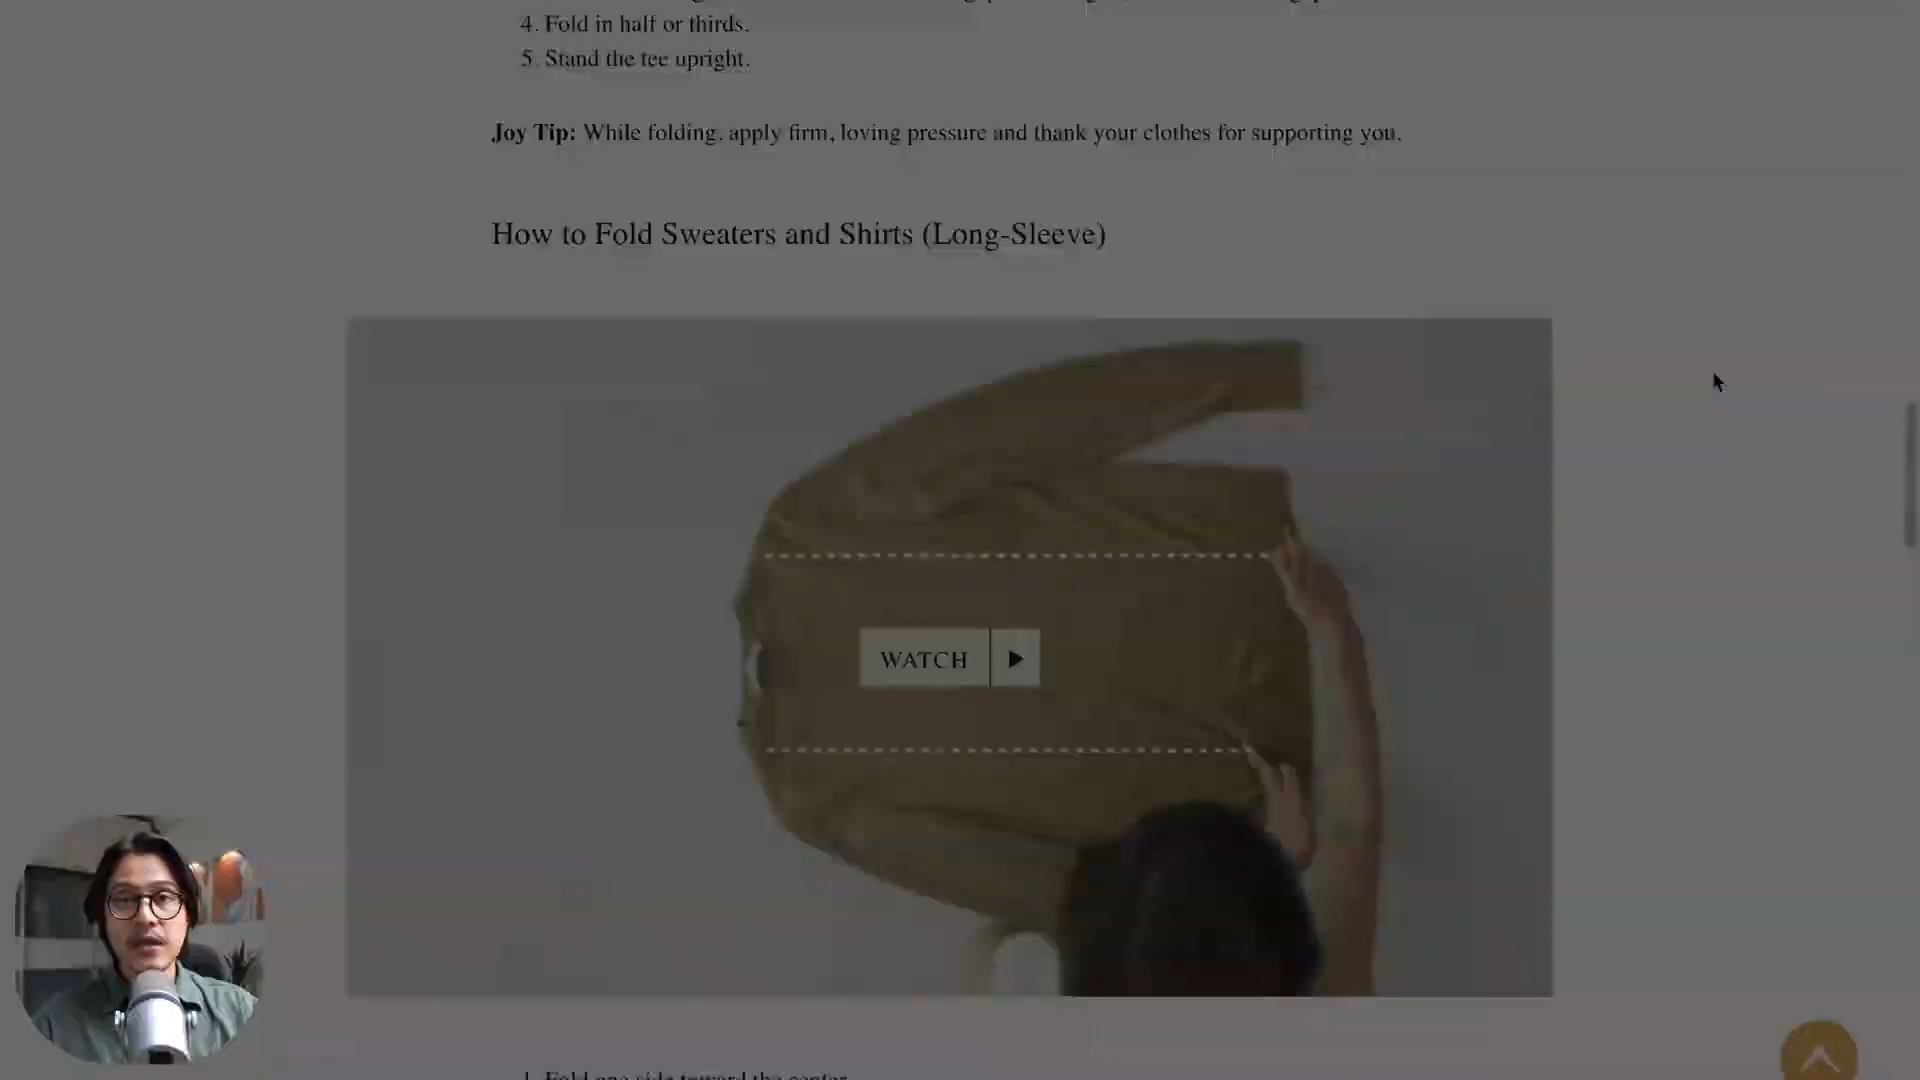 4. Fold in half or thirds.
5. Stand the tee upright.
Joy Tip: While folding, apply firm, loving pressure and thank your clothes for supporting you.
How to Fold Sweaters and Shirts (Long-Sleeve)
WATCH
1. Fold one side toward the center